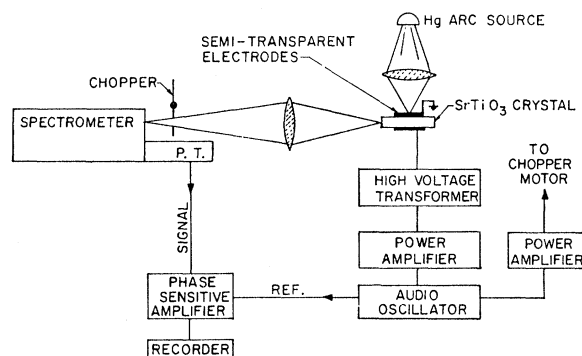 Hg ARC SOURCE
SEMI-TRANSPARENT
ELECTRODES
CHOPPER
SrTiO3 CRYSTAL
SPECTROMETER
P. T.
TO
CHOPPER
MOTOR
HIGH VOLTAGE
TRANSFORMER
SIGNAL
POWER
AMPLIFIER
POWER
AMPLIFIER
PHASE
SENSITIVE
AMPLIFIER
REF.
AUDIO
OSCILLATOR
RECORDER